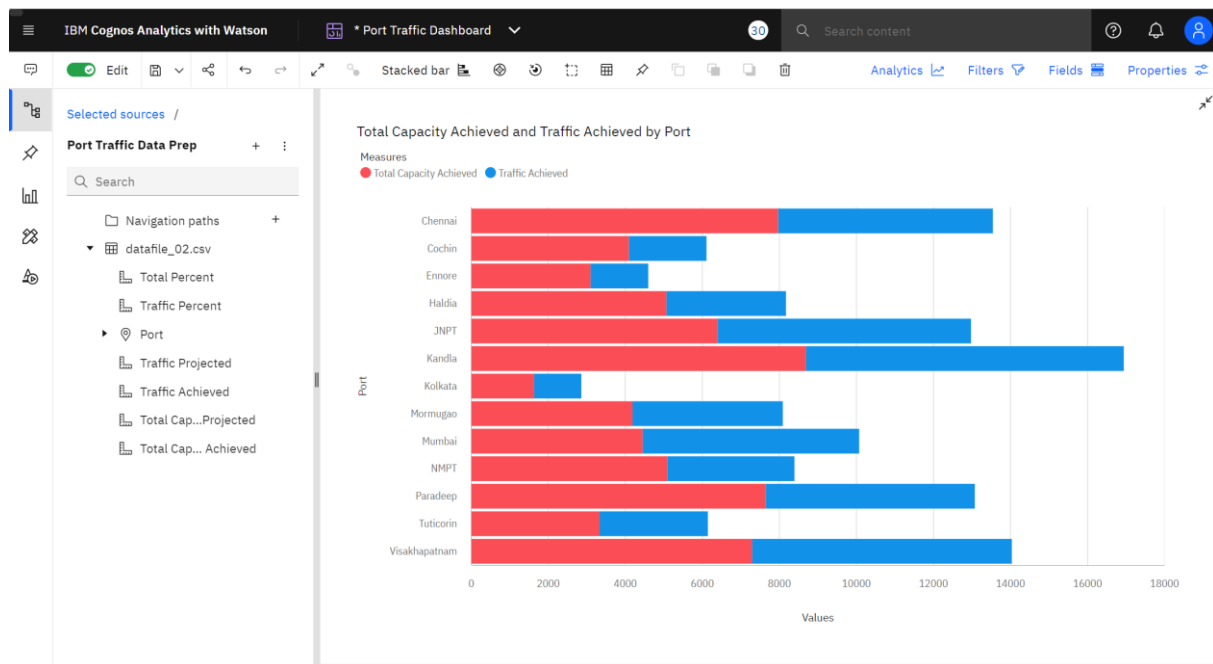 IBM Cognos Analytics with Watson
* Port Traffic Dashboard
30
Search content
Edit
Stacked bar
Analytics
Filters
Fields
Properties
Selected sources /
Port Traffic Data Prep
Search
Navigation paths
datafile_02.csv
Total Percent
Traffic Percent
Port
Traffic Projected
Traffic Achieved
Total Cap...Projected
Total Cap... Achieved
Total Capacity Achieved and Traffic Achieved by Port
Measures
Total Capacity Achieved Traffic Achieved
Port
Chennai
Cochin
Ennore
Haldia
JNPT
Kandla
Kolkata
Mormugao
Mumbai
NMPT
Paradeep
Tuticorin
Visakhapatnam
0 2000 4000 6000 8000 10000 12000 14000 16000 18000
Values